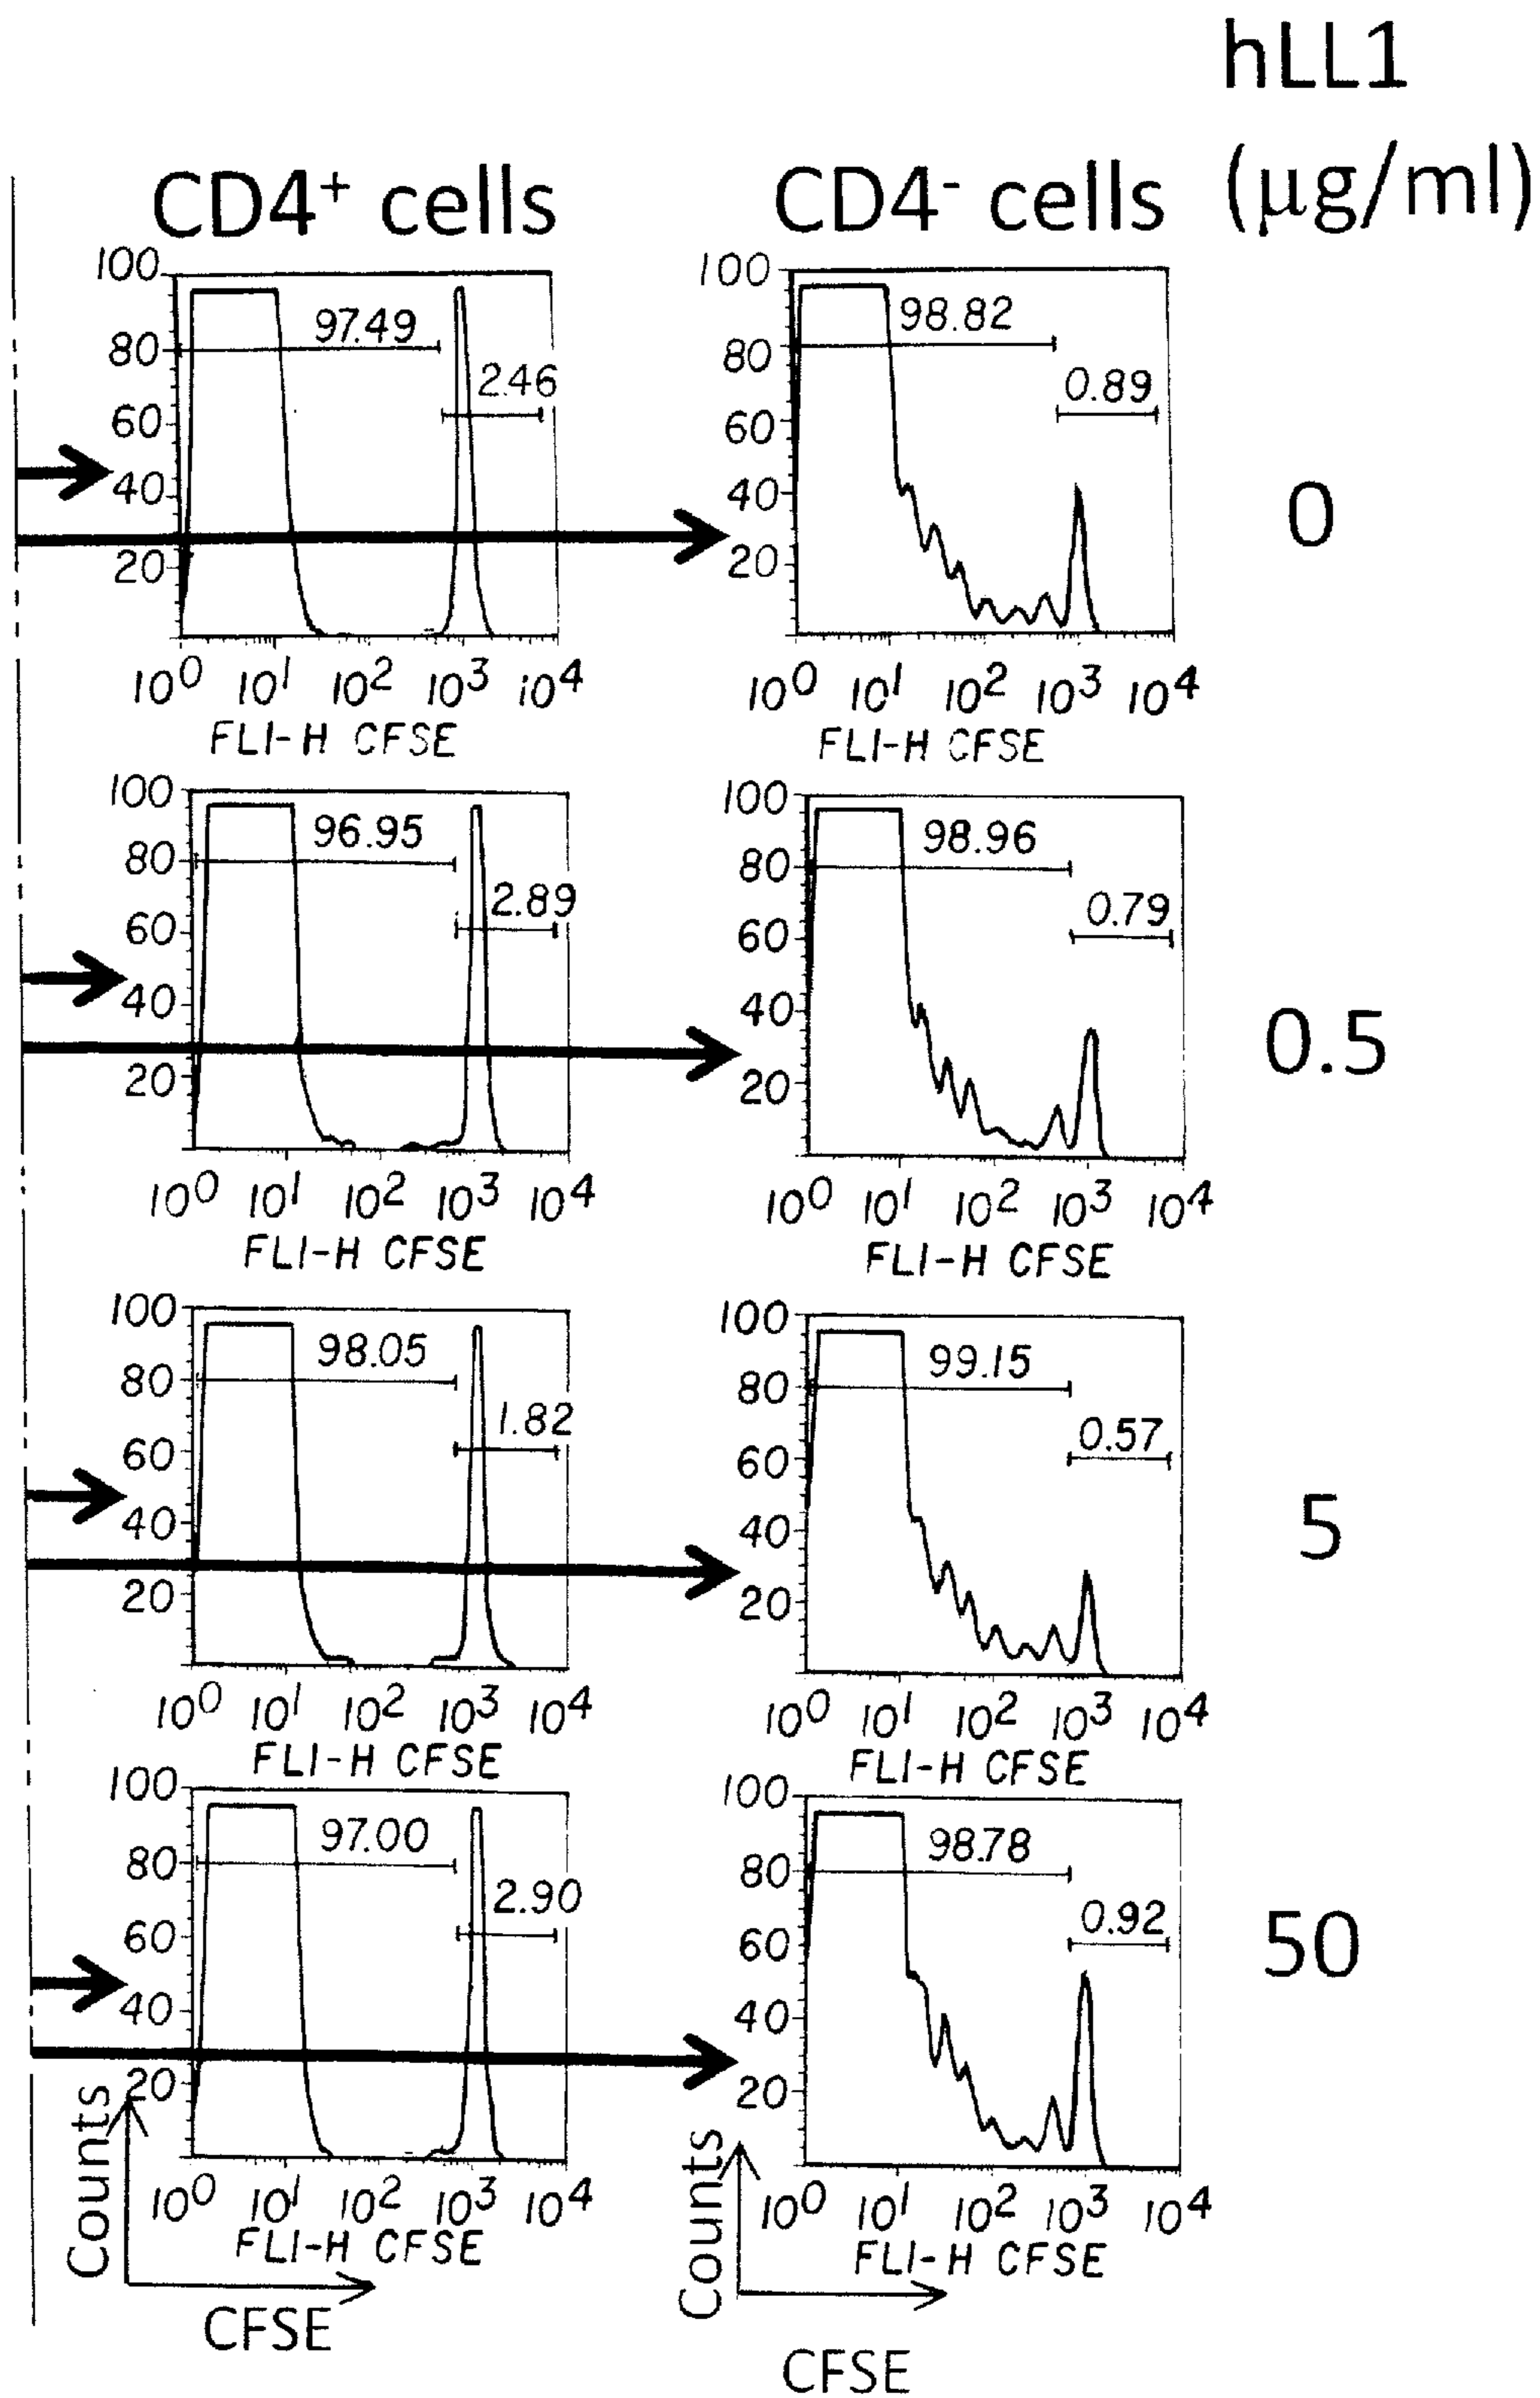 hLL1
CD4+ cells CD4- cells (μg/ml)
100 80 60 40 20
97.49
2.46
10^0 10^1 10^2 10^3 10^4
FLI-H CFSE
100 80 60 40 20
98.82
0.89
10^0 10^1 10^2 10^3 10^4
FLI-H CFSE
0
100 80 60 40 20
96.95
2.89
10^0 10^1 10^2 10^3 10^4
FLI-H CFSE
100 80 60 40 20
98.96
0.79
10^0 10^1 10^2 10^3 10^4
FLI-H CFSE
0.5
100 80 60 40 20
98.05
1.82
10^0 10^1 10^2 10^3 10^4
FLI-H CFSE
100 80 60 40 20
99.15
0.57
10^0 10^1 10^2 10^3 10^4
FLI-H CFSE
5
100 80 60 40 20
97.00
2.90
10^0 10^1 10^2 10^3 10^4
FLI-H CFSE
Counts
CFSE
100 80 60 40 20
98.78
0.92
10^0 10^1 10^2 10^3 10^4
FLI-H CFSE
Counts
CFSE
50